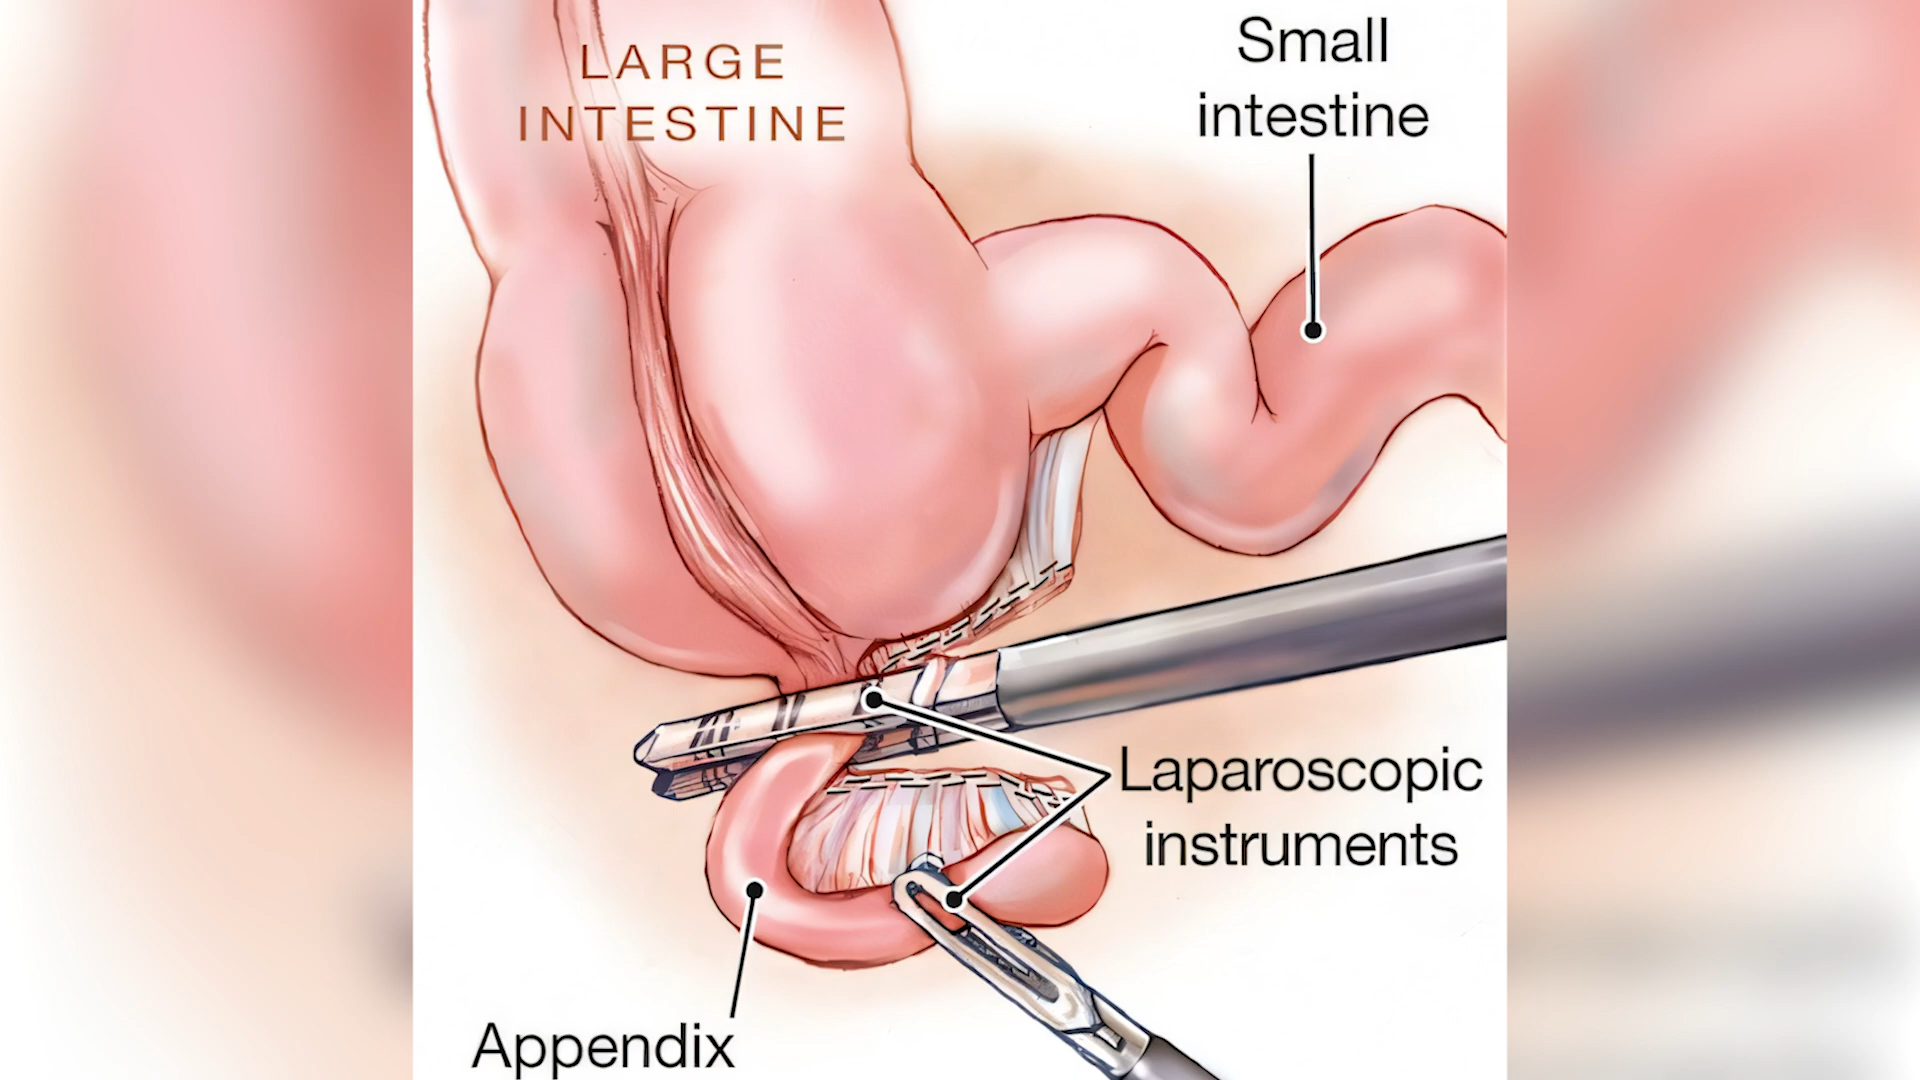 LARGE
INTESTINE
Small
intestine
Laparoscopic
instruments
Appendix